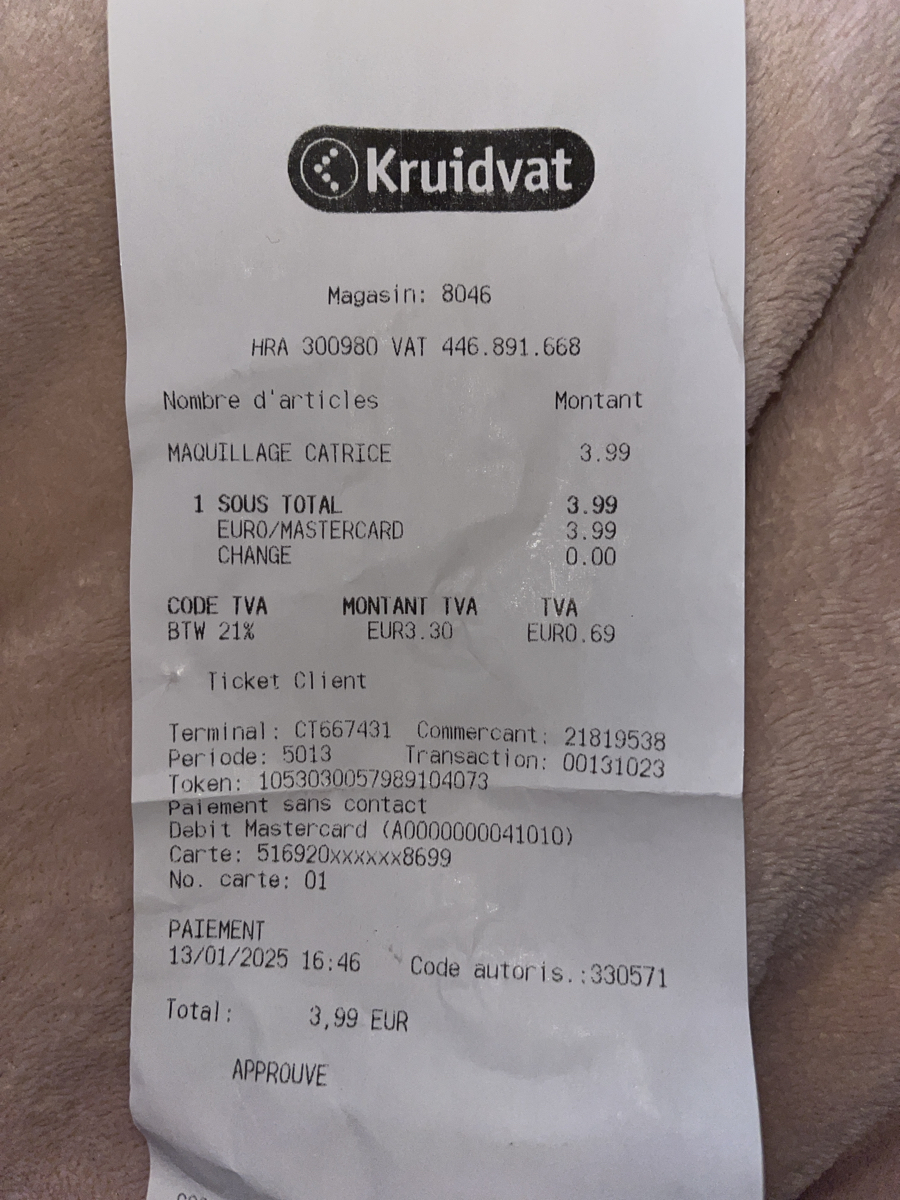 Kruidvat
Magasin: 8046
HRA 300980 VAT 446.891.668
Nombre d'articles Montant
MAQUILLAGE CATRICE 3.99
1 SOUS TOTAL 3.99
EURO/MASTERCARD 3.99
CHANGE 0.00
CODE TVA MONTANT TVA TVA
BTW 21% EUR3.30 EUR0.69
Ticket Client
Terminal: CT667431 Commercant: 21819538
Periode: 5013 Transaction: 00131023
Token: 1053030057989104073
Paiement sans contact
Debit Mastercard (A0000000041010)
Carte: 516920xxxxxx8699
No. carte: 01
PAIEMENT
13/01/2025 16:46 Code autoris.:330571
Total: 3,99 EUR
APPROUVE